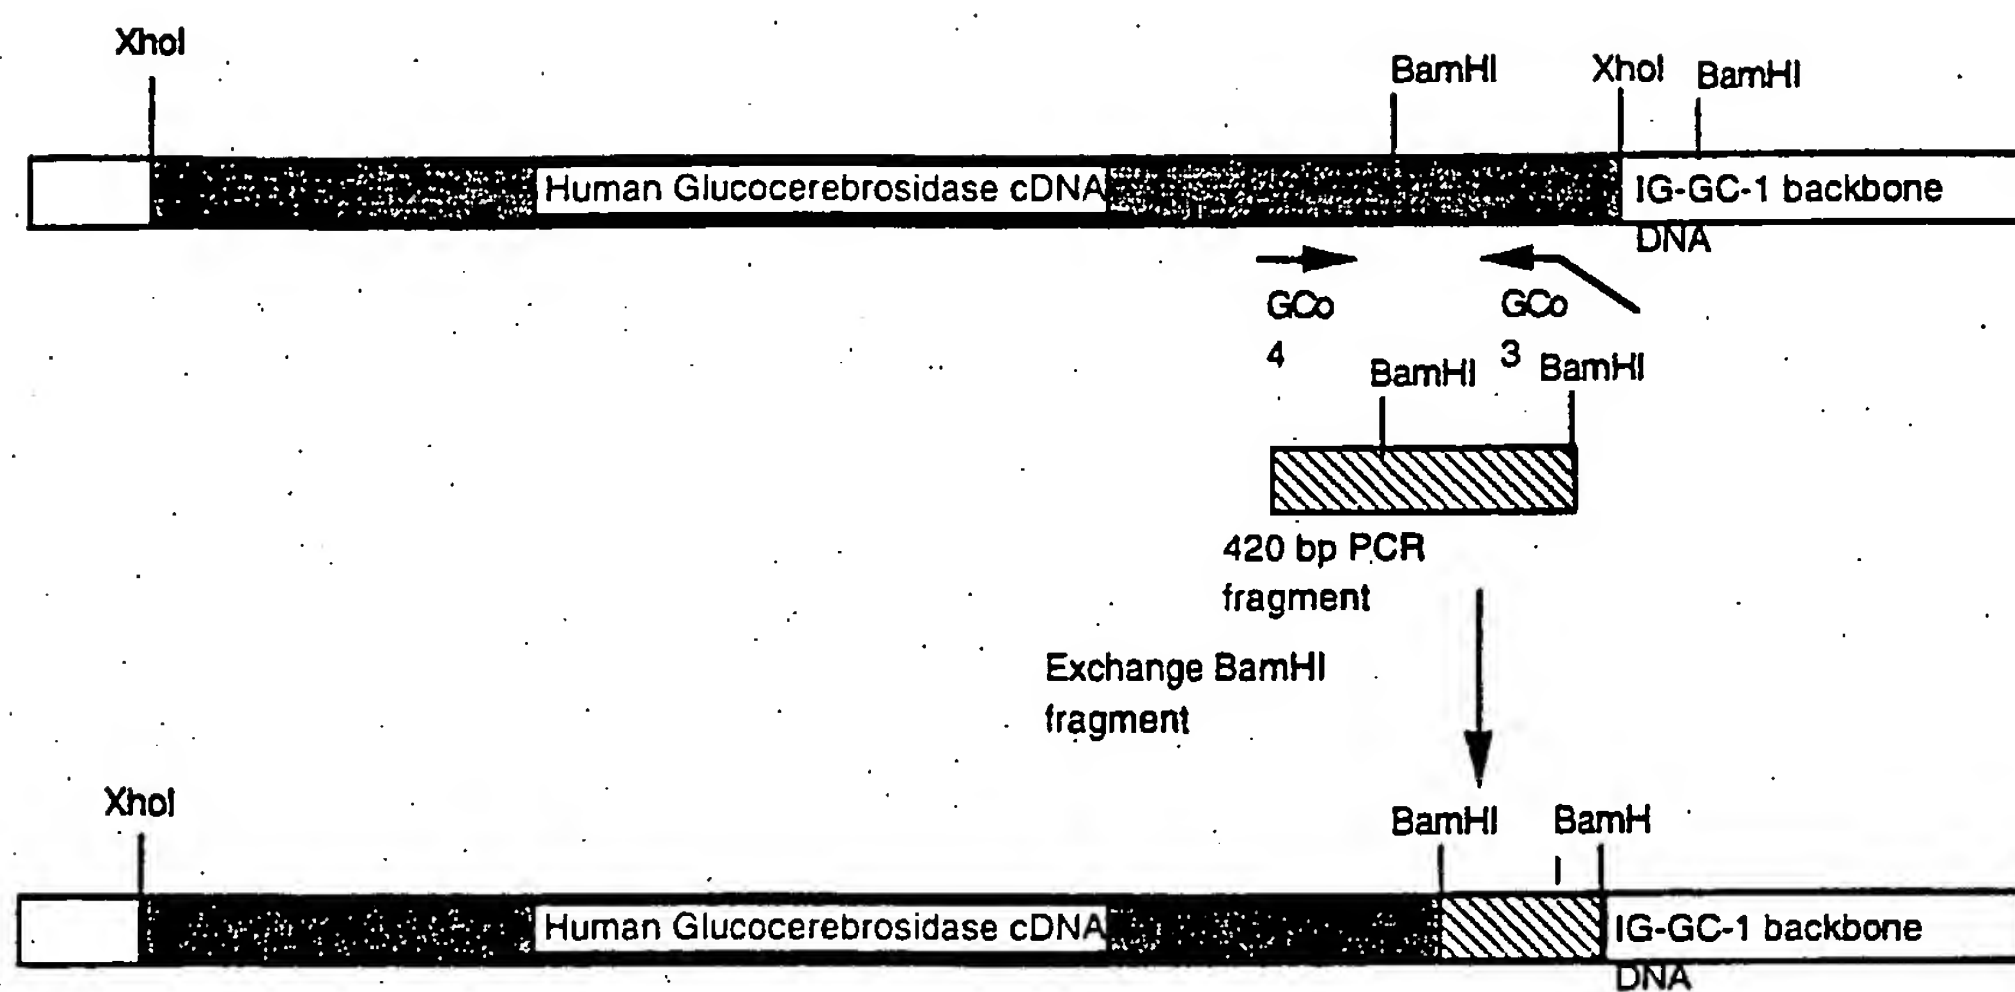 XhoI
BamHI
XhoI
BamHI
Human Glucocerebrosidase cDNA
IG-GC-1 backbone
DNA
GCo
4
GCo
3
BamHI
BamHI
420 bp PCR
fragment
Exchange BamHI
fragment
XhoI
BamHI
BamH
I
Human Glucocerebrosidase cDNA
IG-GC-1 backbone
DNA